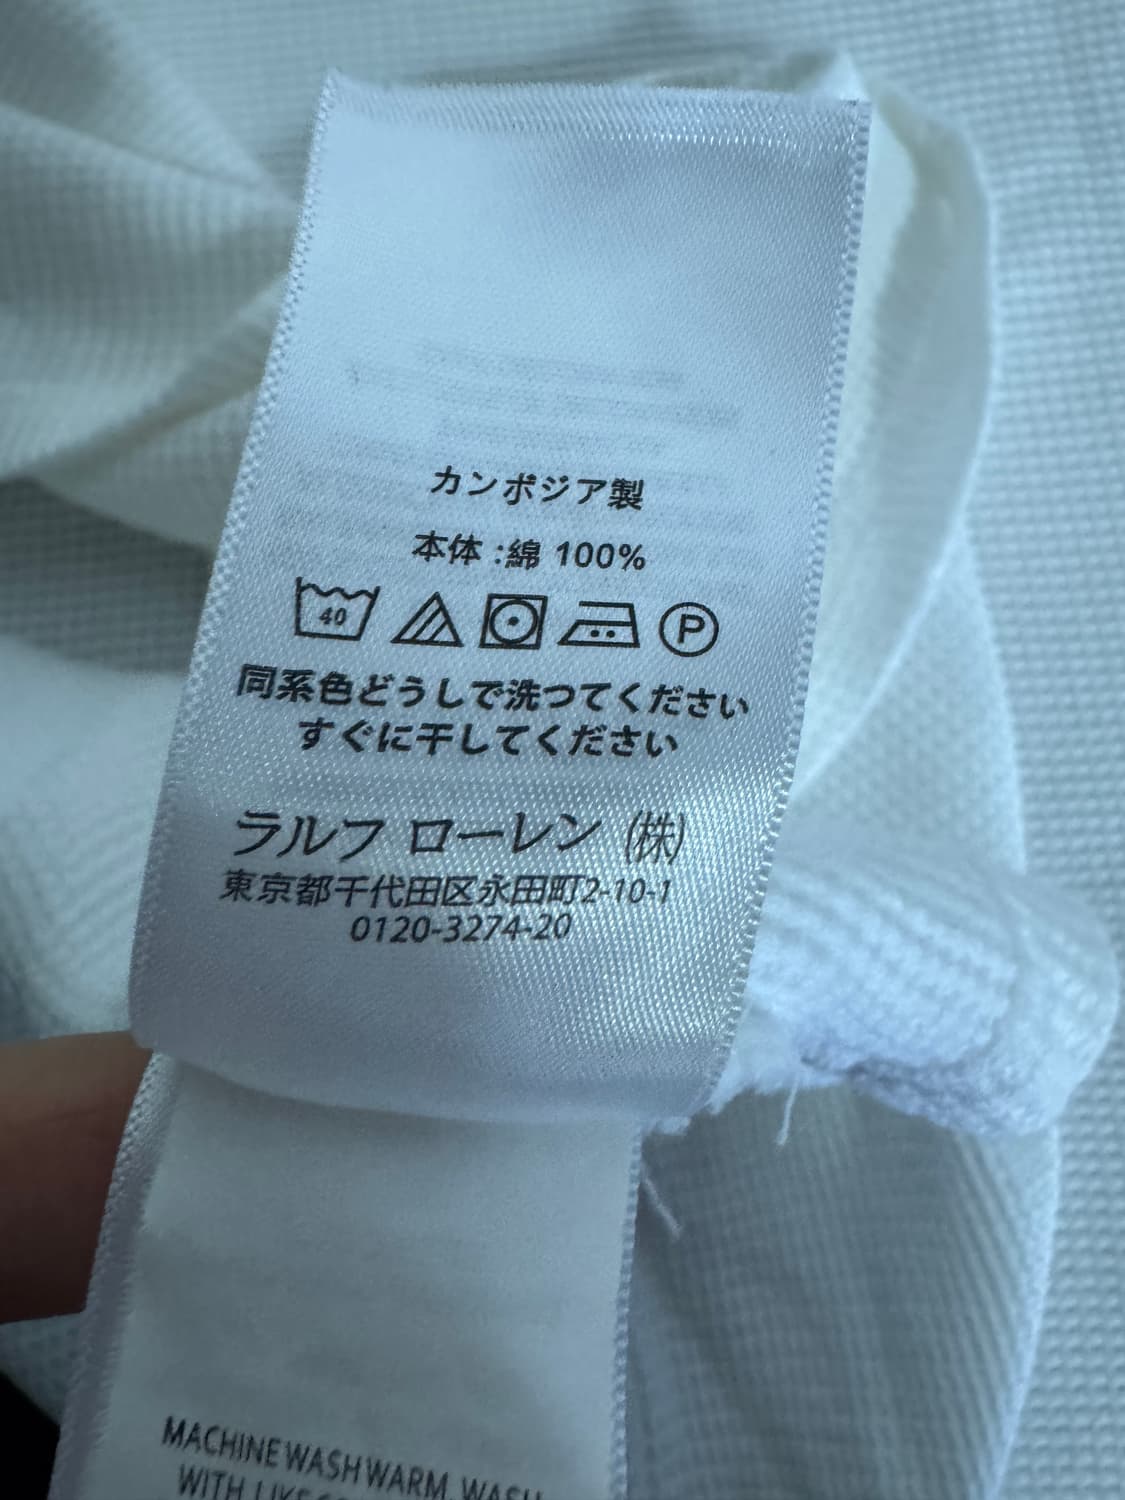 カンボジア製
本体:綿 100%
40
P
同系色どうしで洗つてください
すぐに干してください
ラルフ ローレン (株)
東京都千代田区永田町2-10-1
0120-3274-20
MACHINE WASH WARM, WASH
WITH LIKE